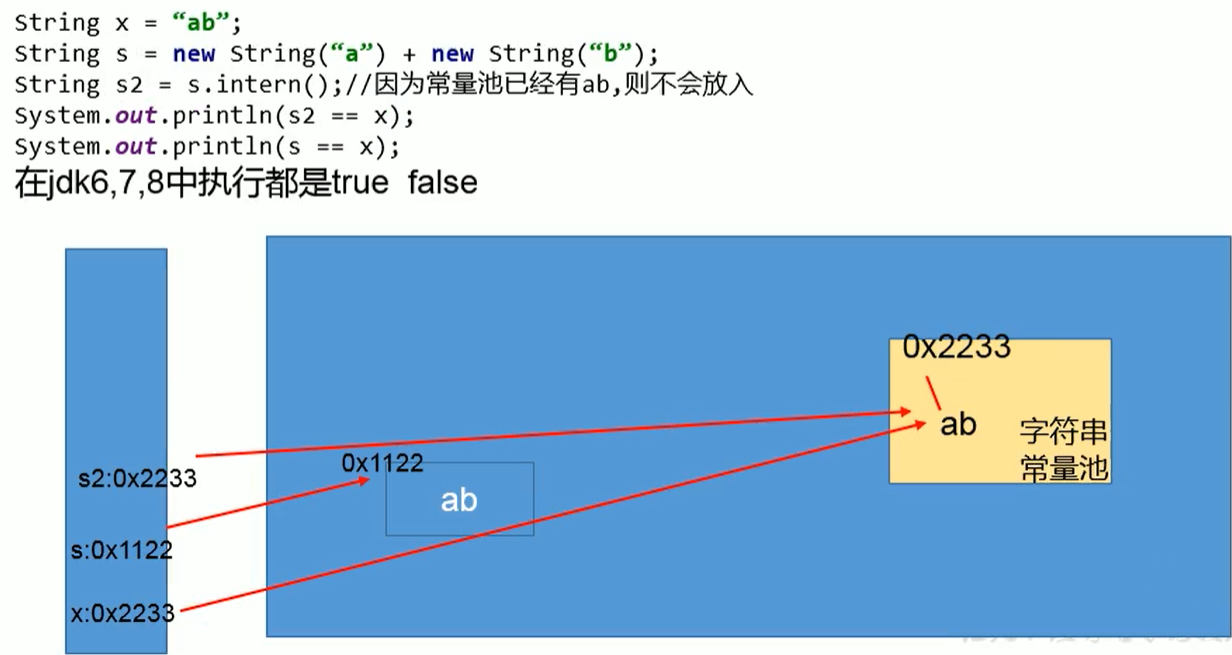 String x = “ab”;
String s = new String(“a”) + new String(“b”);
String s2 = s.intern();//因为常量池已经有ab,则不会放入
System.out.println(s2 == x);
System.out.println(s == x);
在jdk6,7,8中执行都是true false
0x2233
ab
字符串
常量池
0x1122
s2:0x2233
ab
s:0x1122
x:0x2233